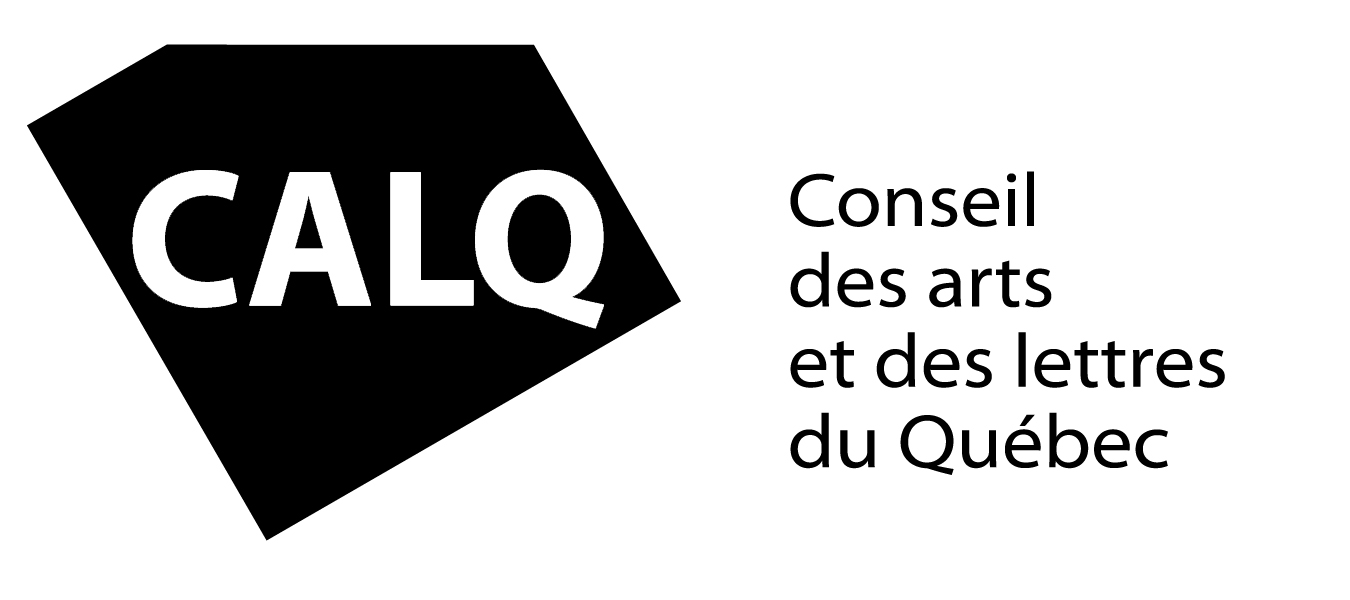 CALQ
Conseil
des arts
et des lettres
du Québec